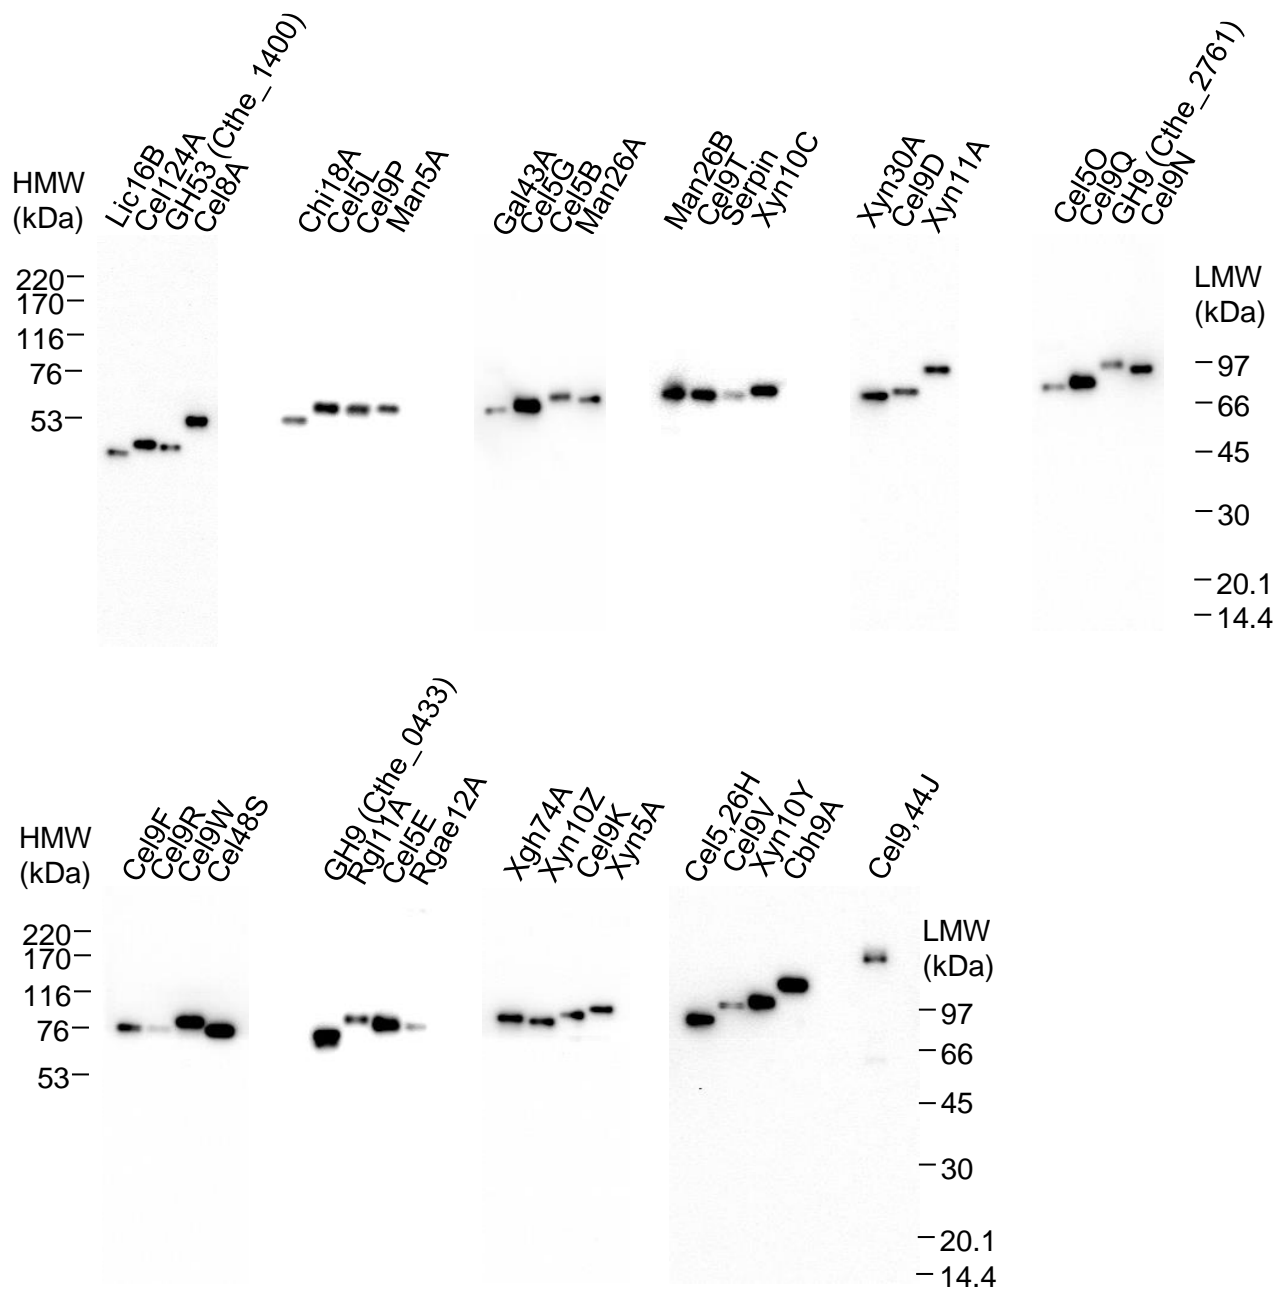 HMW
(kDa)
Lic16B
Cel124A
GH53 (Cthe_1400)
Cel8A
Chi18A
Cel5L
Cel9P
Man5A
Gal43A
Cel5G
Cel5B
Man26A
Man26B
Cel9T
Serpin
Xyn10C
Xyn30A
Cel9D
Xyn11A
Cel5O
Cel9Q
GH9 (Cthe_2761)
Cel9N
220
170
116
76
53
LMW
(kDa)
97
66
45
30
20.1
14.4
HMW
(kDa)
Cel9F
Cel9R
Cel9W
Cel48S
GH9 (Cthe_0433)
Rgl11A
Cel5E
Rgae12A
Xgh74A
Xyn10Z
Cel9K
Xyn5A
Cel5,26H
Cel9V
Xyn10Y
Cbh9A
Cel9,44J
220
170
116
76
53
LMW
(kDa)
97
66
45
30
20.1
14.4